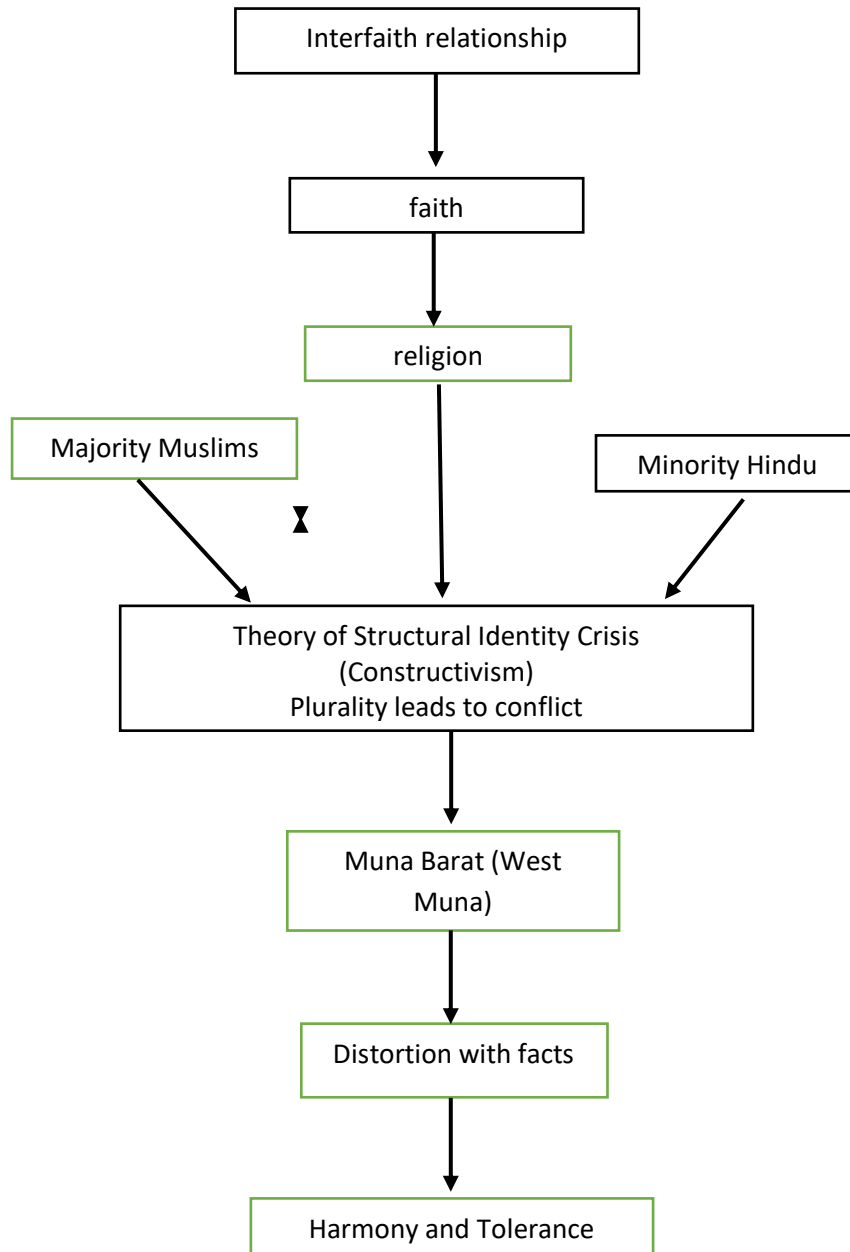 Interfaith relationship
faith
religion
Majority Muslims
Minority Hindu
Theory of Structural Identity Crisis
(Constructivism)
Plurality leads to conflict
Muna Barat (West
Muna)
Distortion with facts
Harmony and Tolerance